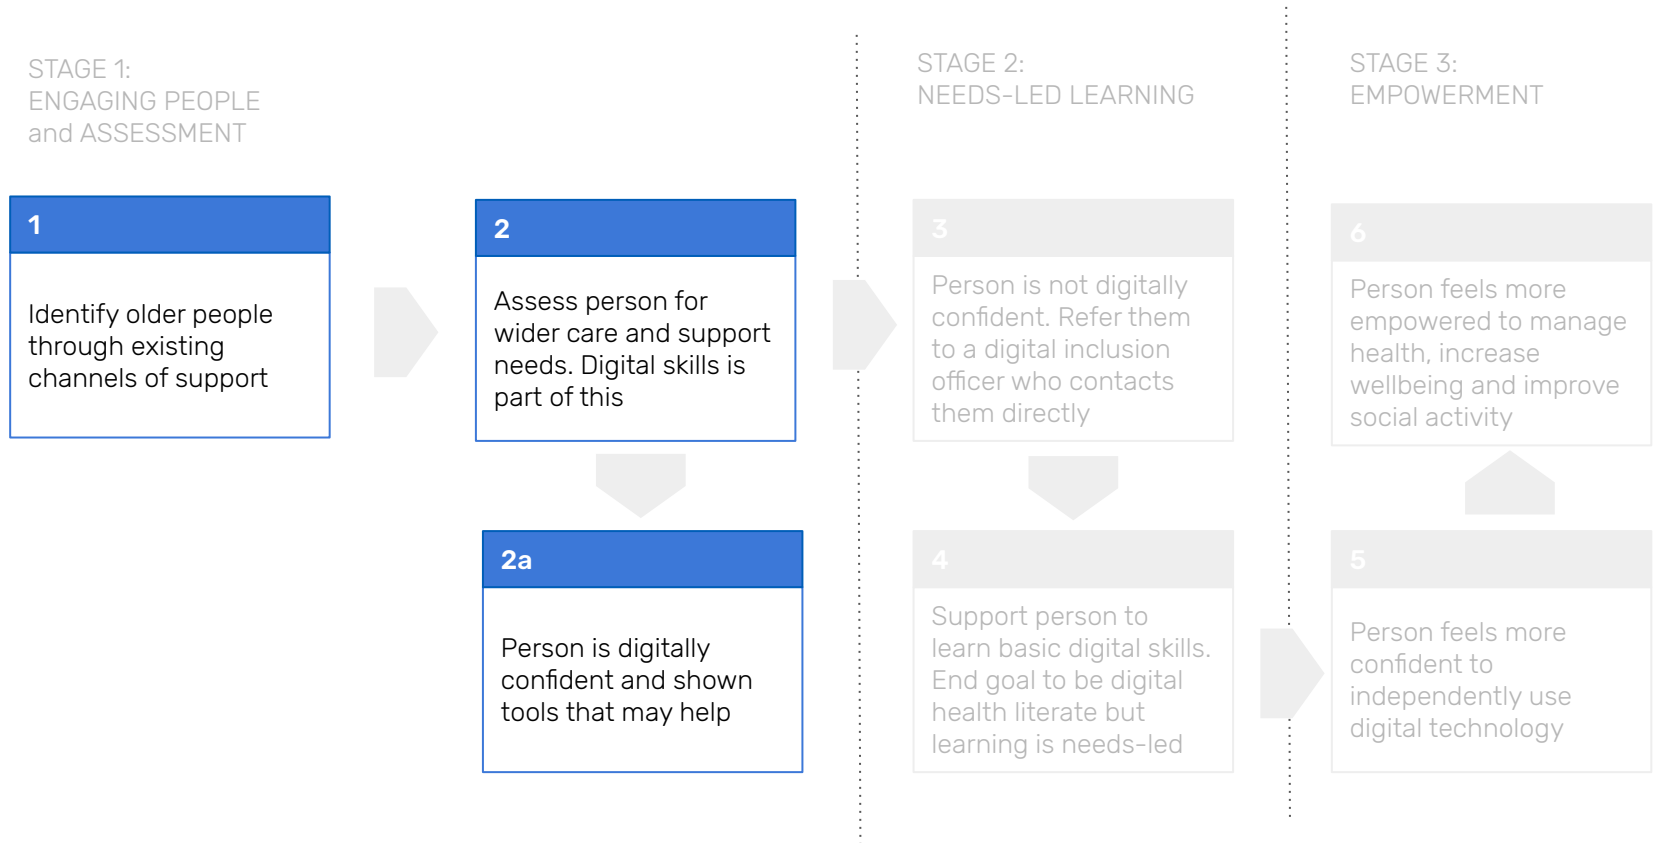 STAGE 1:
ENGAGING PEOPLE
and ASSESSMENT
1
Identify older people
through existing
channels of support
2
Assess person for
wider care and support
needs. Digital skills is
part of this
2a
Person is digitally
confident and shown
tools that may help
STAGE 2:
NEEDS-LED LEARNING
3
Person is not digitally
confident. Refer them
to a digital inclusion
officer who contacts
them directly
4
Support person to
learn basic digital skills.
End goal to be digital
health literate but
learning is needs-led
STAGE 3:
EMPOWERMENT
6
Person feels more
empowered to manage
health, increase
wellbeing and improve
social activity
5
Person feels more
confident to
independently use
digital technology